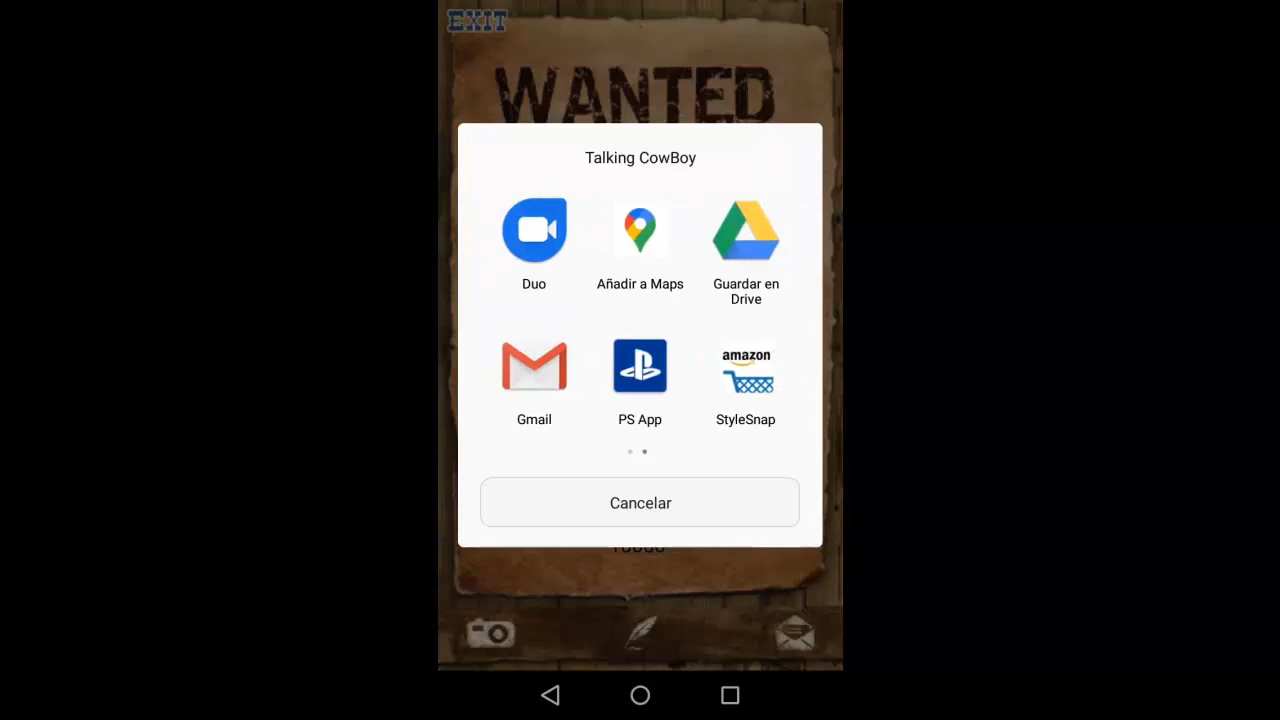 EXIT
WANTED
Talking CowBoy
Duo
Añadir a Maps
Guardar en
Drive
amazon
Gmail
PS App
StyleSnap
Cancelar